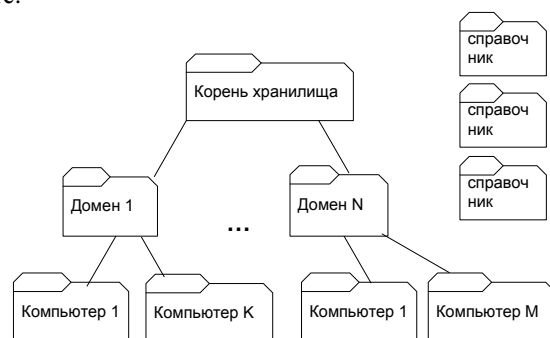 справоч
ник
Корень хранилища
справоч
ник
справоч
ник
Домен 1
...
Домен N
Компьютер 1
Компьютер K
Компьютер 1
Компьютер M